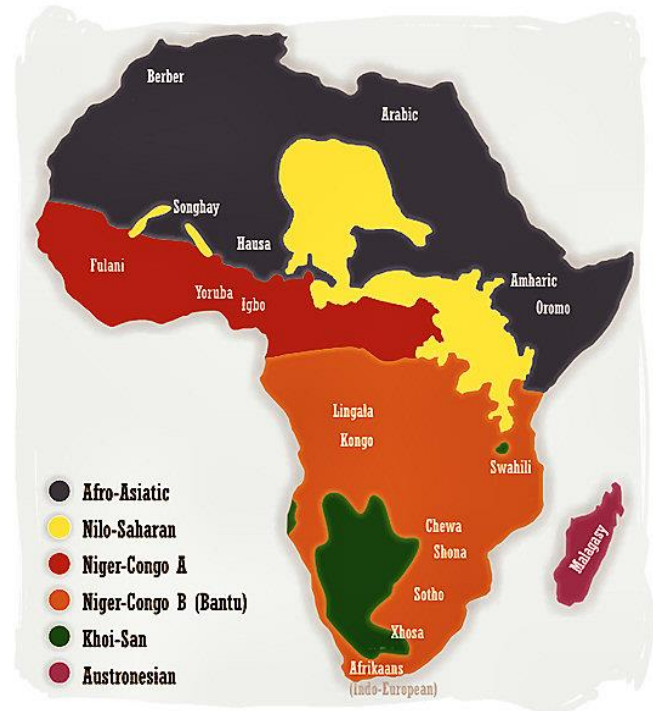 Berber
Arabic
Songhay
Hausa
Fulani
Yoruba
Igbo
Amharic
Oromo
Lingala
Kongo
Swahili
Chewa
Shona
Sotho
Xhosa
Afrikaans
(indo-European)
Malagasy
Afro-Asiatic
Nilo-Saharan
Niger-Congo A
Niger-Congo B (Bantu)
Khoi-San
Austronesian